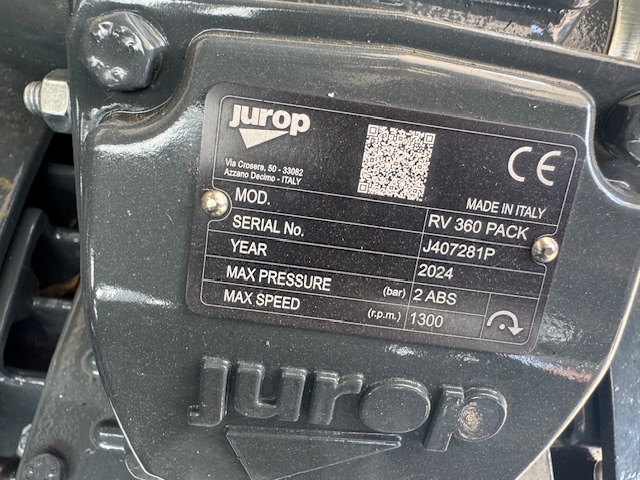 jurop
Via Crosera, 50 - 33082
Azzano Decimo - ITALY
CE
MADE IN ITALY
MOD. RV 360 PACK
SERIAL No. J407281P
YEAR 2024
MAX PRESSURE (bar) 2 ABS
MAX SPEED (r.p.m.) 1300
jurop